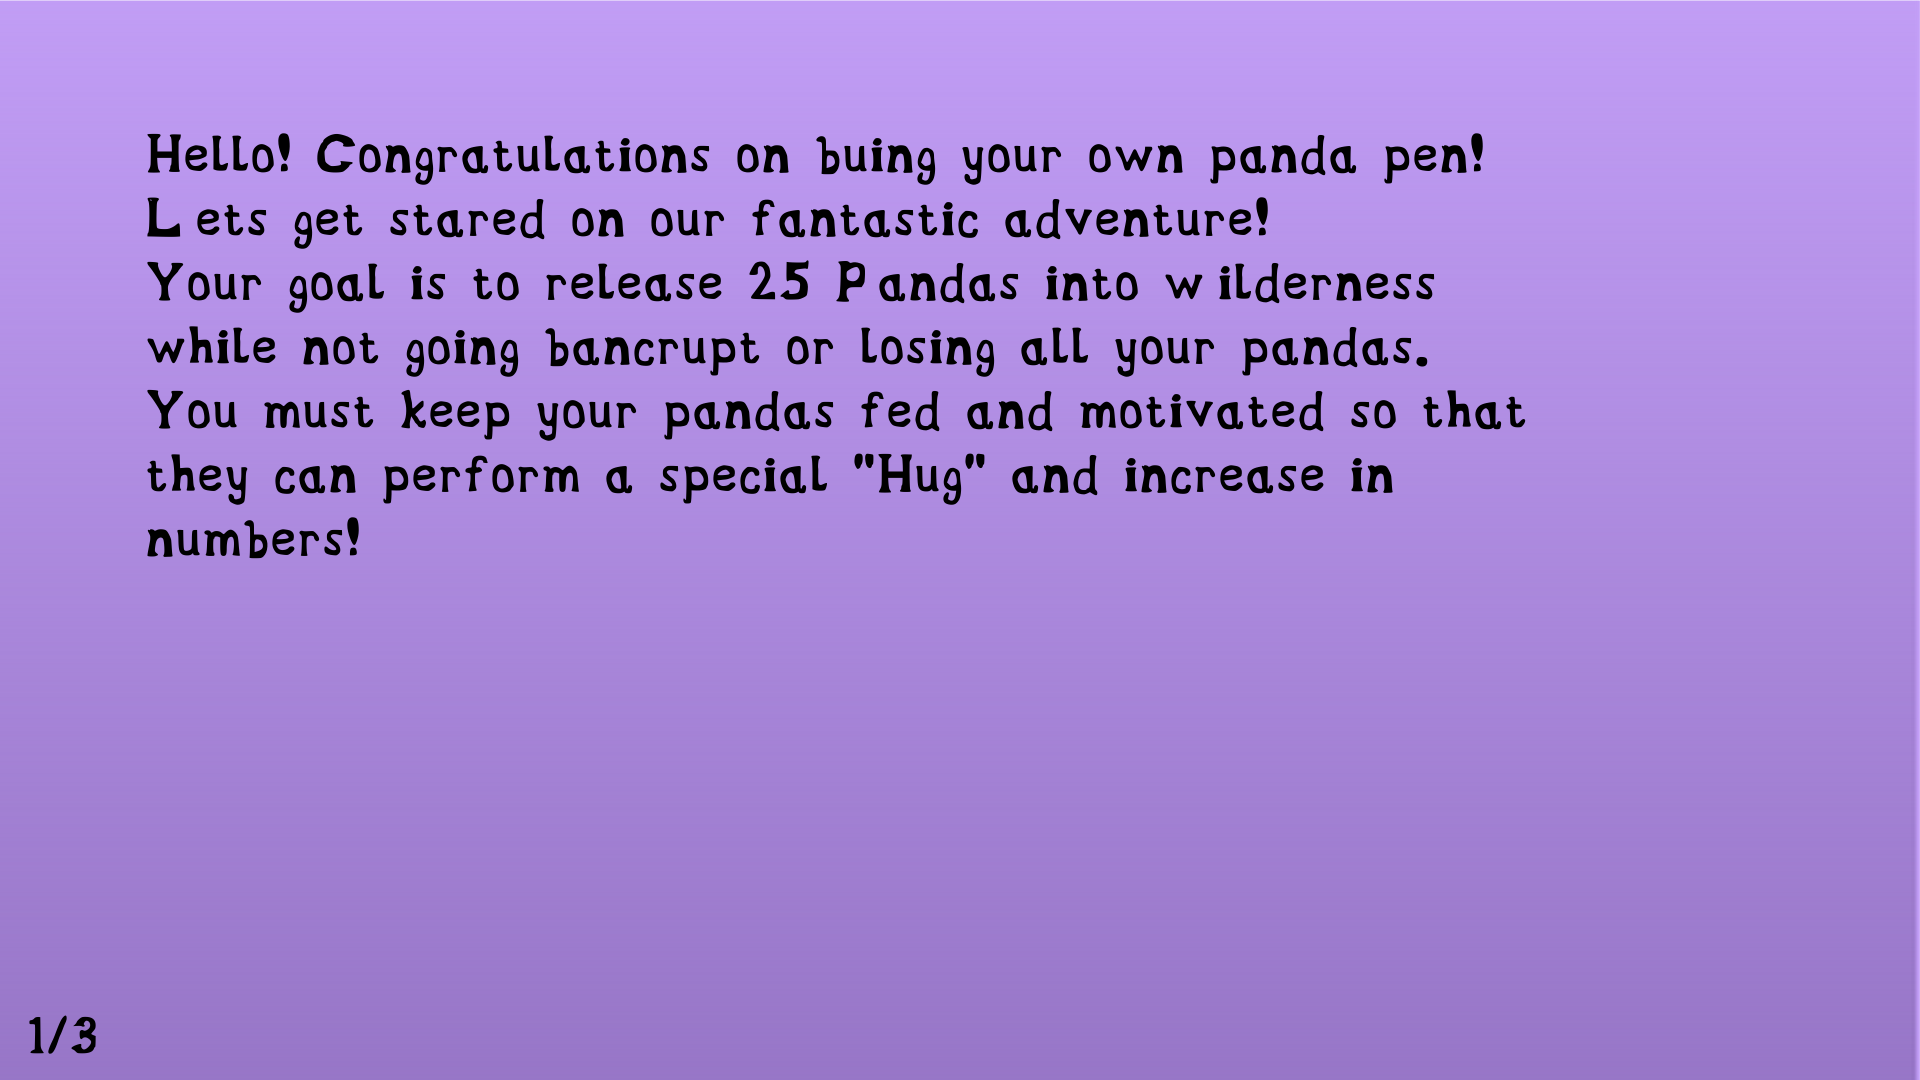 Hello! Congratulations on buing your own panda pen!
Lets get stared on our fantastic adventure!
Your goal is to release 25 Pandas into wilderness
while not going bancrupt or losing all your pandas.
You must keep your pandas fed and motivated so that
they can perform a special "Hug" and increase in
numbers!
1/3